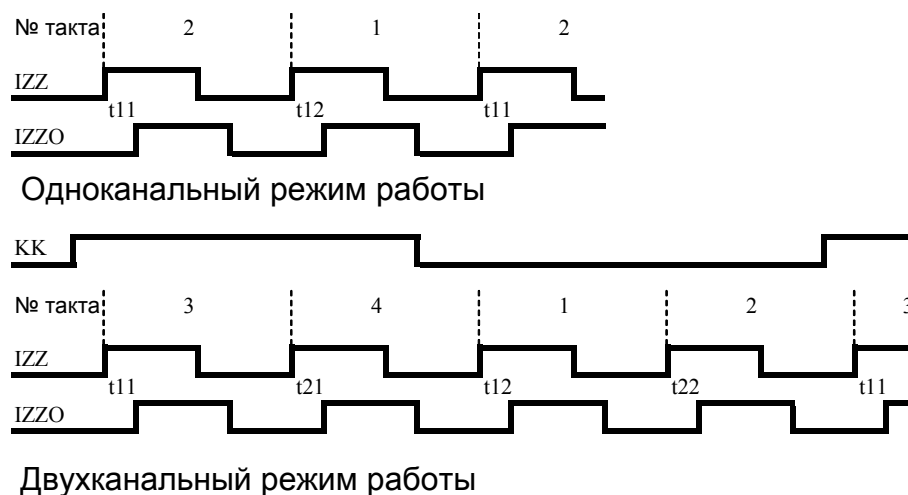 № такта 2 1 2
IZZ
t11 t12 t11
IZZO
Одноканальный режим работы
KK
№ такта 3 4 1 2 3
IZZ
t11 t21 t12 t22 t11
IZZO
Двухканальный режим работы